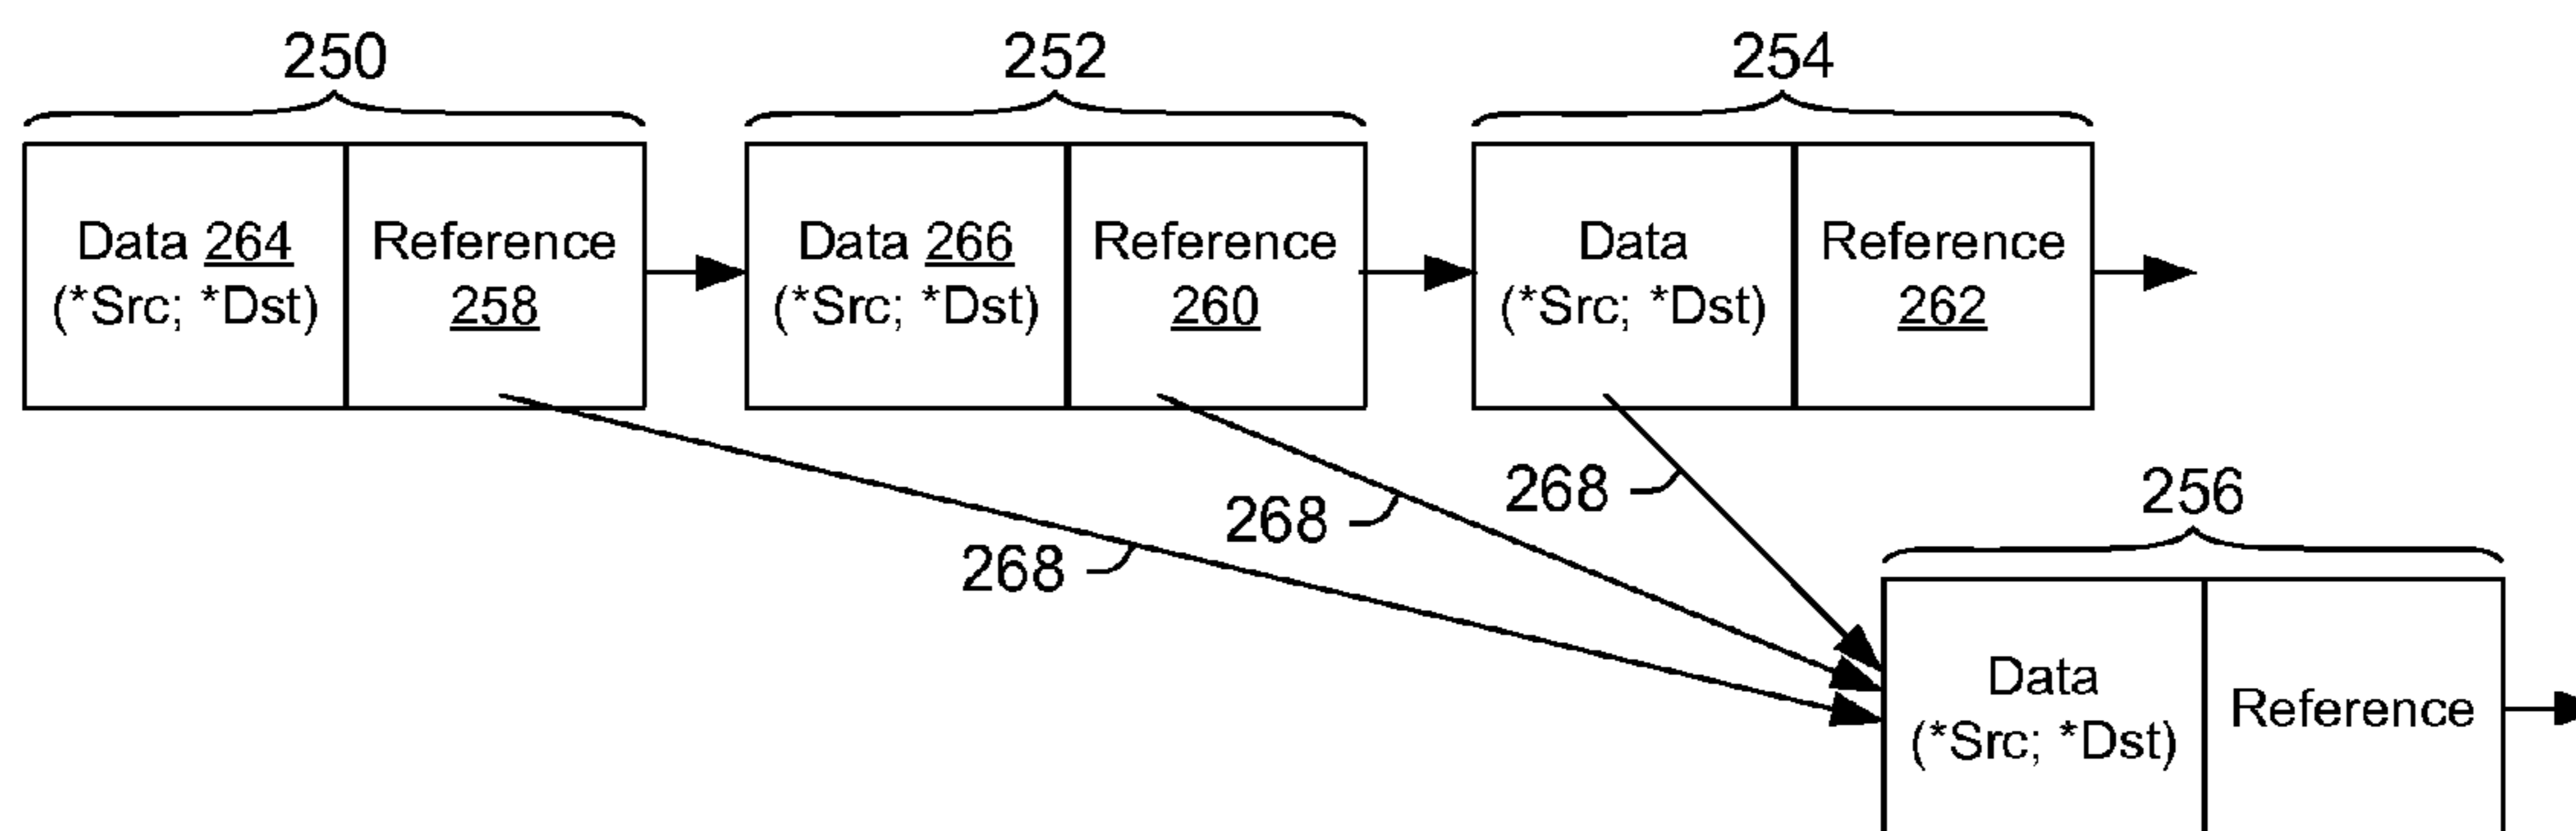 250
252
254
Data 264
(*Src; *Dst)
Reference
258
Data 266
(*Src; *Dst)
Reference
260
Data
(*Src; *Dst)
Reference
262
268
268
268
256
Data
(*Src; *Dst)
Reference